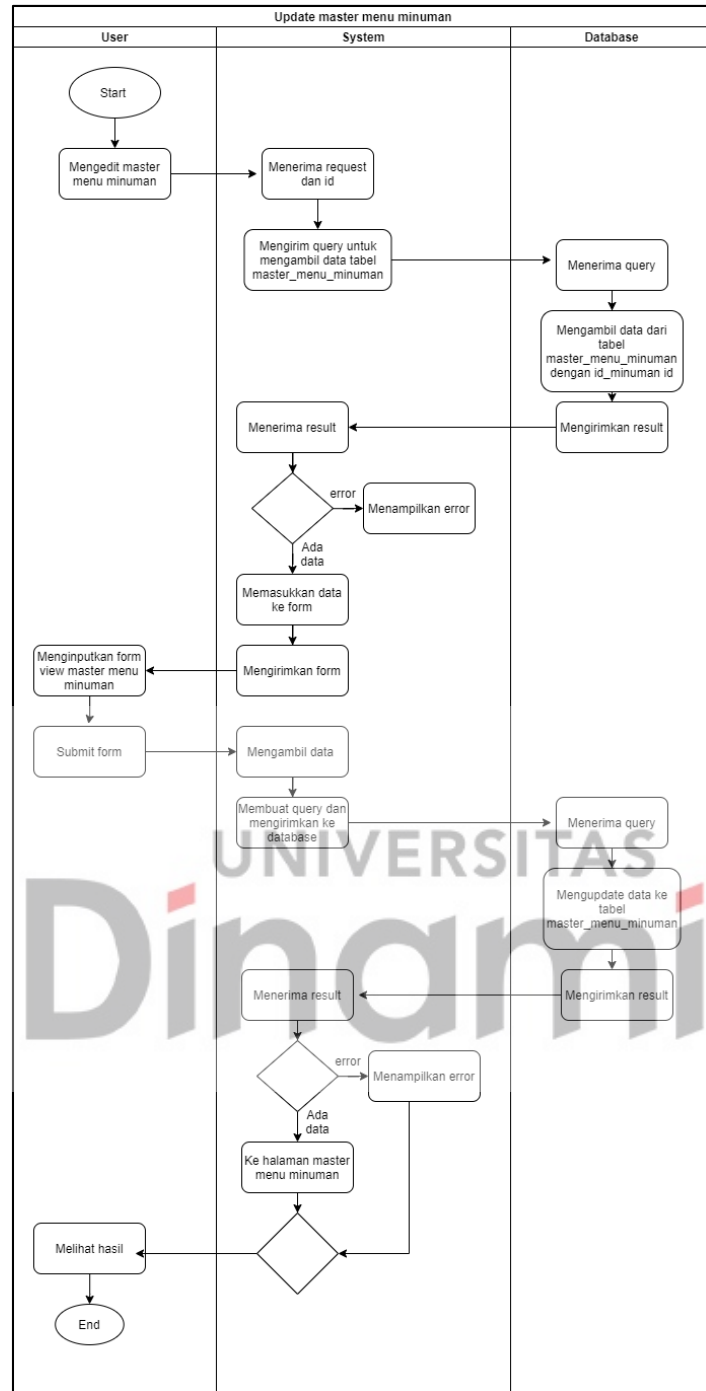 Update master menu minuman
User
System
Database
Start
Mengedit master
menu minuman
Menerima request
dan id
Mengirim query untuk
mengambil data tabel
master_menu_minuman
Menerima query
Mengambil data dari
tabel
master_menu_minuman
dengan id_minuman id
Mengirimkan result
Menerima result
error
Menampilkan error
Ada
data
Memasukkan data
ke form
Mengirimkan form
Menginputkan form
view master menu
minuman
Submit form
Mengambil data
Membuat query dan
mengirimkan ke
database
Menerima query
UNIVERSITAS
Dinami
Mengupdate data ke
tabel
master_menu_minuman
Mengirimkan result
Menerima result
error
Menampilkan error
Ada
data
Ke halaman master
menu minuman
Melihat hasil
End